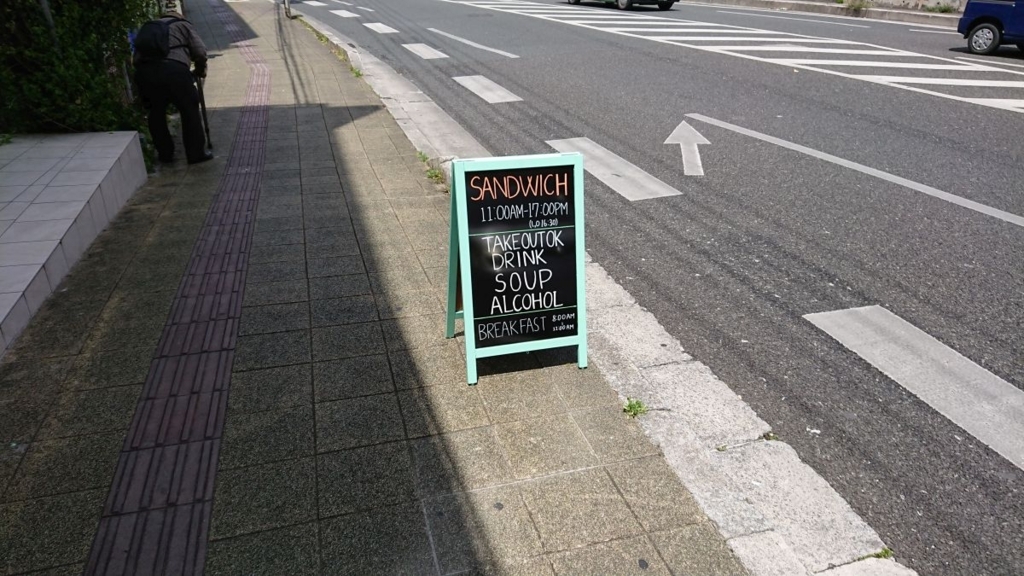 SANDWICH
11:00AM-17:00PM
(L.O 16:30)
TAKEOUT OK
DRINK
SOUP
ALCOHOL
BREAKFAST 8:00AM
11:00AM